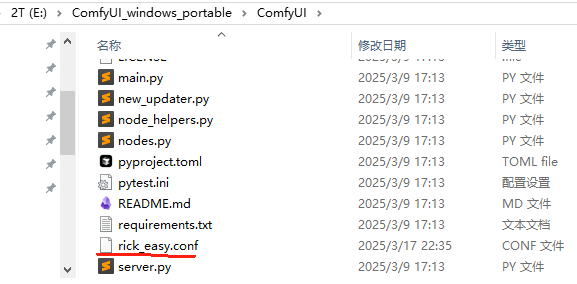 2T (E:) › ComfyUI_windows_portable › ComfyUI ›
名称 修改日期 类型
main.py 2025/3/9 17:13 PY 文件
new_updater.py 2025/3/9 17:13 PY 文件
node_helpers.py 2025/3/9 17:13 PY 文件
nodes.py 2025/3/9 17:13 PY 文件
pyproject.toml 2025/3/9 17:13 TOML file
pytest.ini 2025/3/9 17:13 配置设置
README.md 2025/3/9 17:13 MD 文件
requirements.txt 2025/3/9 17:13 文本文档
rick_easy.conf 2025/3/17 22:35 CONF 文件
server.py 2025/3/9 17:13 PY 文件